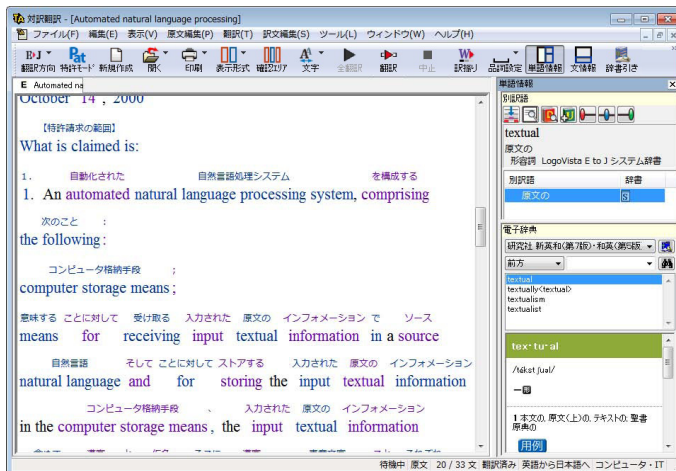 対訳翻訳 - [Automated natural language processing]
ファイル(F) 編集(E) 表示(V) 原文編集(P) 翻訳(T) 訳文編集(S) ツール(L) ウィンドウ(W) ヘルプ(H)
翻訳方向 特許モード 新規作成 開く 印刷 表示形式 確認エリア 文字 全翻訳 翻訳 中止 訳振り 品詞設定 単語情報 文情報 辞書引き
E Automated na
October 14 , 2000
【特許請求の範囲】
What is claimed is:
1. 自動化された 自然言語処理システム を構成する
1. An automated natural language processing system, comprising
次のこと :
the following:
コンピュータ格納手段 ;
computer storage means;
意味する ことに対して 受け取る 入力された 原文の インフォメーション で ソース
means for receiving input textual information in a source
自然言語 そして ことに対して ストアする 入力された 原文の インフォメーション
natural language and for storing the input textual information
コンピュータ格納手段 、 入力された 原文の インフォメーション
in the computer storage means, the input textual information
単語情報
別訳語
textual
原文の
形容詞 LogoVista E to J システム辞書
別訳語 辞書
原文の S
電子辞典
研究社 新英和(第7版)・和英(第5版
前方
textual
textually<textual>
textualism
textualist
tex·tu·al
/tékstʃuəl/
1 本文の, 原文(上)の, テキストの, 聖書
原典の
用例
待機中 原文 20 / 33 文 翻訳済み 英語から日本語へ コンピュータ・IT